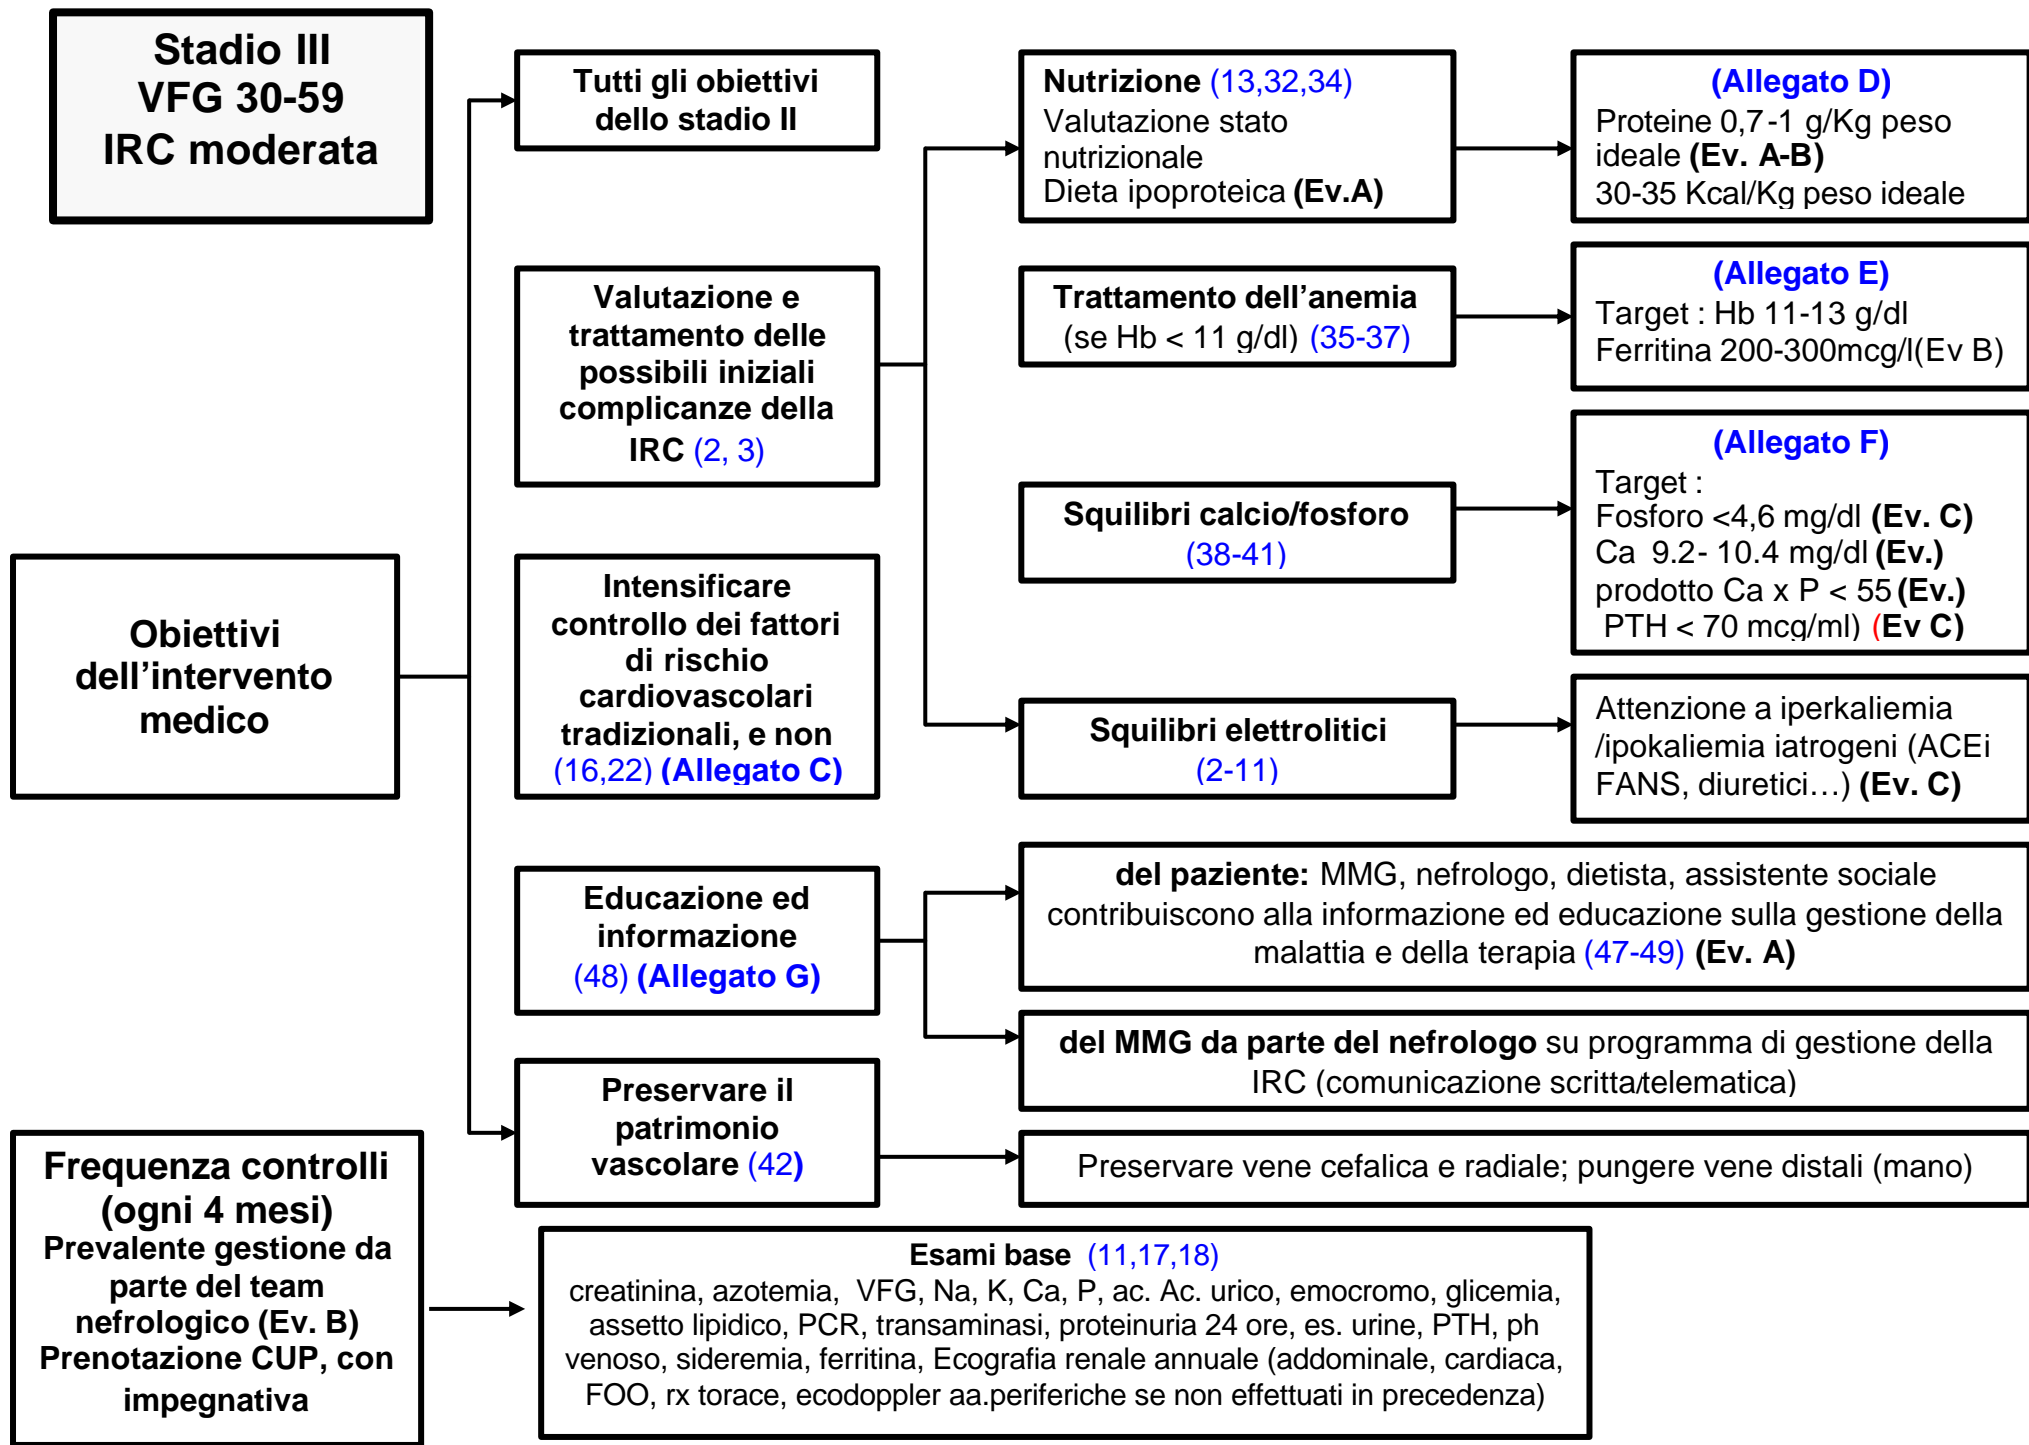 Stadio III
VFG 30-59
IRC moderata
Tutti gli obiettivi
dello stadio II
Nutrizione (13,32,34)
Valutazione stato
nutrizionale
Dieta ipoproteica (Ev.A)
(Allegato D)
Proteine 0,7-1 g/Kg peso
ideale (Ev. A-B)
30-35 Kcal/Kg peso ideale
Valutazione e
trattamento delle
possibili iniziali
complicanze della
IRC (2, 3)
Trattamento dell'anemia
(se Hb < 11 g/dl) (35-37)
(Allegato E)
Target : Hb 11-13 g/dl
Ferritina 200-300mcg/l(Ev B)
Squilibri calcio/fosforo
(38-41)
(Allegato F)
Target :
Fosforo <4,6 mg/dl (Ev. C)
Ca 9.2- 10.4 mg/dl (Ev.)
prodotto Ca x P < 55 (Ev.)
PTH < 70 mcg/ml) (Ev C)
Obiettivi
dell'intervento
medico
Intensificare
controllo dei fattori
di rischio
cardiovascolari
tradizionali, e non
(16,22) (Allegato C)
Squilibri elettrolitici
(2-11)
Attenzione a iperkaliemia
/ipokaliemia iatrogeni (ACEi
FANS, diuretici…) (Ev. C)
Educazione ed
informazione
(48) (Allegato G)
del paziente: MMG, nefrologo, dietista, assistente sociale
contribuiscono alla informazione ed educazione sulla gestione della
malattia e della terapia (47-49) (Ev. A)
del MMG da parte del nefrologo su programma di gestione della
IRC (comunicazione scritta/telematica)
Preservare il
patrimonio
vascolare (42)
Preservare vene cefalica e radiale; pungere vene distali (mano)
Frequenza controlli
(ogni 4 mesi)
Prevalente gestione da
parte del team
nefrologico (Ev. B)
Prenotazione CUP, con
impegnativa
Esami base (11,17,18)
creatinina, azotemia, VFG, Na, K, Ca, P, ac. Ac. urico, emocromo, glicemia,
assetto lipidico, PCR, transaminasi, proteinuria 24 ore, es. urine, PTH, ph
venoso, sideremia, ferritina, Ecografia renale annuale (addominale, cardiaca,
FOO, rx torace, ecodoppler aa.periferiche se non effettuati in precedenza)